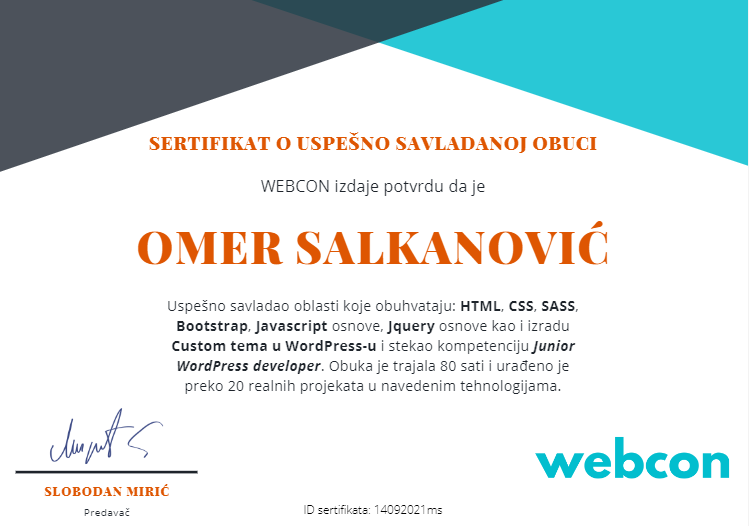 SERTIFIKAT O USPEŠNO SAVLADANOJ OBUCI
WEBCON izdaje potvrdu da je
OMER SALKANOVIĆ
Uspešno savladao oblasti koje obuhvataju: HTML, CSS, SASS,
Bootstrap, Javascript osnove, Jquery osnove kao i izradu
Custom tema u WordPress-u i stekao kompetenciju Junior
WordPress developer. Obuka je trajala 80 sati i urađeno je
preko 20 realnih projekata u navedenim tehnologijama.
SLOBODAN MIRIĆ
Predavač
ID sertifikata: 14092021ms
webcon